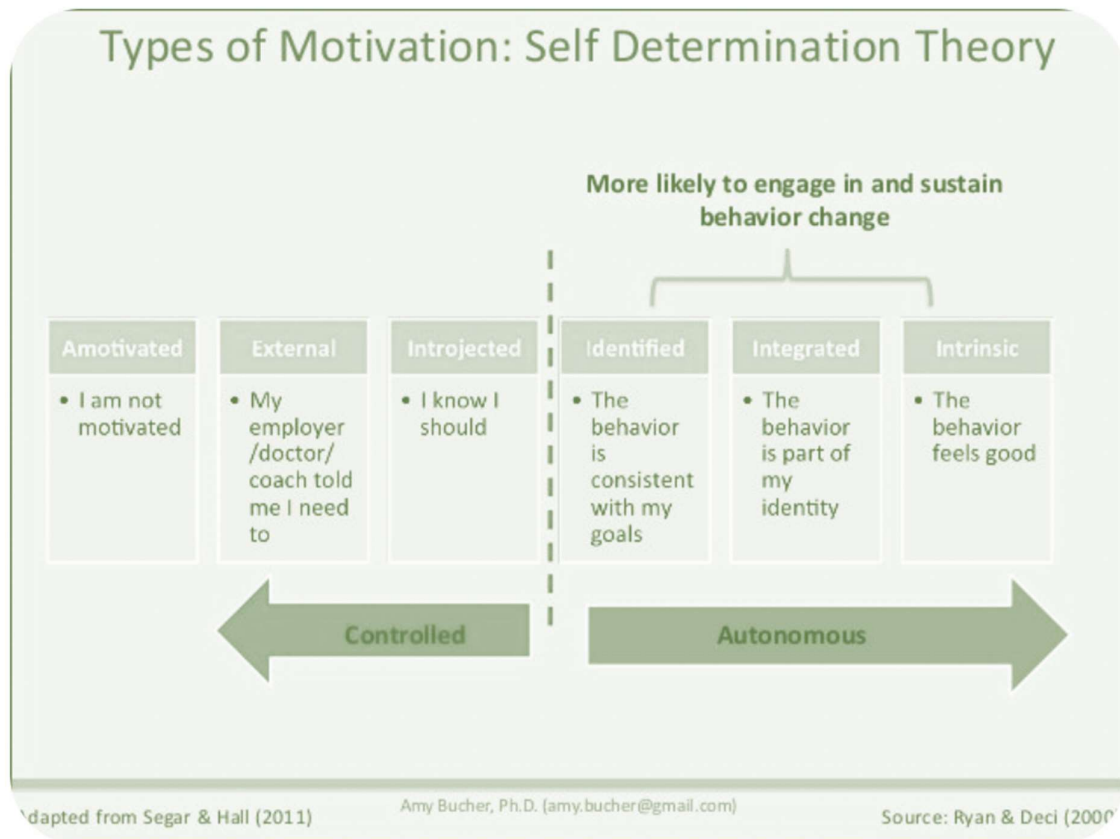 Types of Motivation: Self Determination Theory
More likely to engage in and sustain
behavior change
Amotivated
• I am not
motivated
External
• My
employer
/doctor/
coach told
me I need
to
Introjected
• I know I
should
Identified
• The
behavior
is
consistent
with my
goals
Integrated
• The
behavior
is part of
my
identity
Intrinsic
• The
behavior
feels good
Controlled
Autonomous
dapted from Segar & Hall (2011)
Amy Bucher, Ph.D. (amy.bucher@gmail.com)
Source: Ryan & Deci (2000